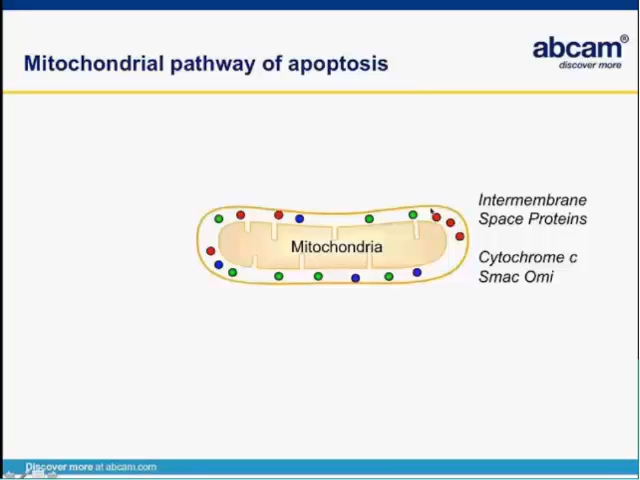 Mitochondrial pathway of apoptosis
abcam®
discover more
Intermembrane
Space Proteins
Mitochondria
Cytochrome c
Smac Omi
Discover more at abcam.com